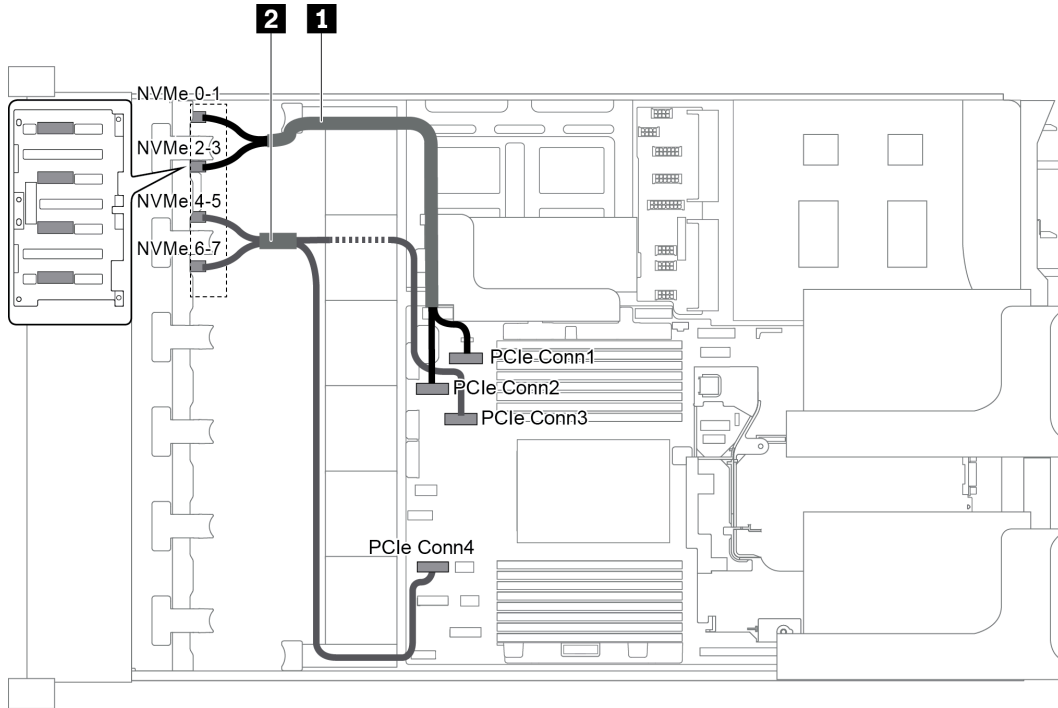 2 1
NVMe 0-1
NVMe 2-3
NVMe 4-5
NVMe 6-7
PCIe Conn1
PCIe Conn2
PCIe Conn3
PCIe Conn4